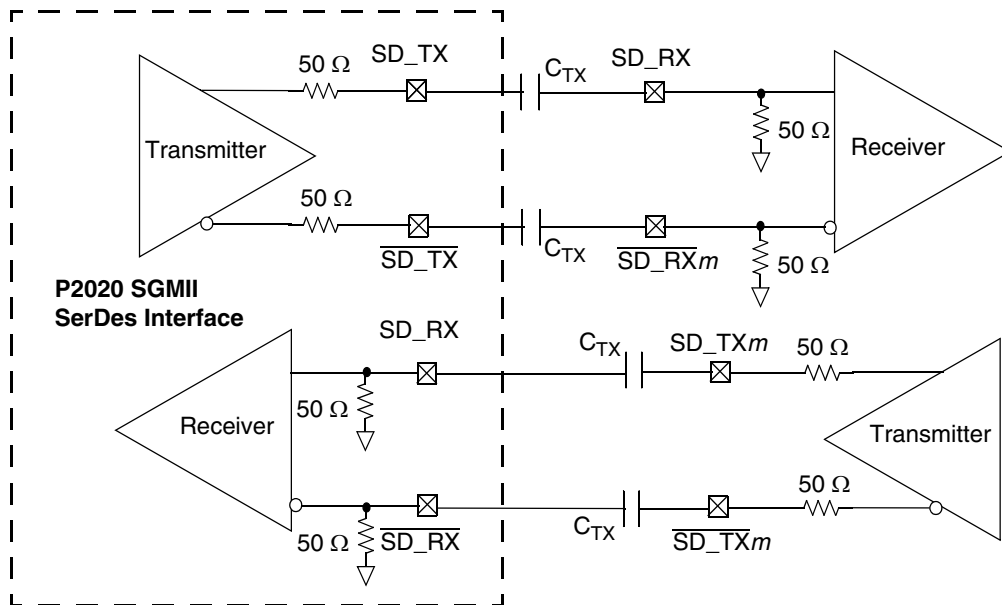 SD_TX
50 Ω
C_TX
SD_RX
50 Ω
Transmitter
Receiver
50 Ω
SD_TX
C_TX
SD_RXm
50 Ω
P2020 SGMII
SerDes Interface
SD_RX
C_TX
SD_TXm
50 Ω
50 Ω
Receiver
Transmitter
50 Ω
50 Ω
SD_RX
C_TX
SD_TXm